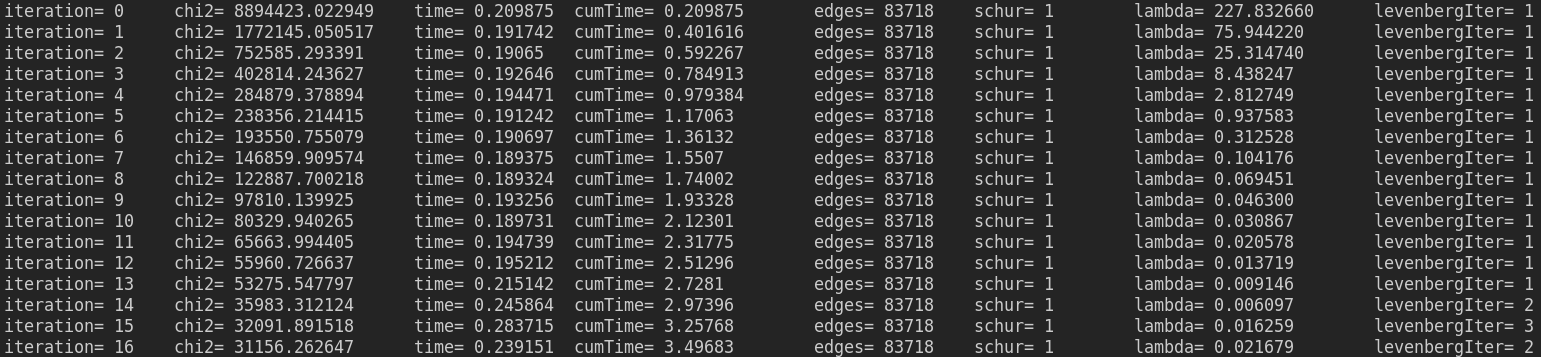 iteration= 0 chi2= 8894423.022949 time= 0.209875 cumTime= 0.209875 edges= 83718 schur= 1 lambda= 227.832660 levenbergIter= 1
iteration= 1 chi2= 1772145.050517 time= 0.191742 cumTime= 0.401616 edges= 83718 schur= 1 lambda= 75.944220 levenbergIter= 1
iteration= 2 chi2= 752585.293391 time= 0.19065 cumTime= 0.592267 edges= 83718 schur= 1 lambda= 25.314740 levenbergIter= 1
iteration= 3 chi2= 402814.243627 time= 0.192646 cumTime= 0.784913 edges= 83718 schur= 1 lambda= 8.438247 levenbergIter= 1
iteration= 4 chi2= 284879.378894 time= 0.194471 cumTime= 0.979384 edges= 83718 schur= 1 lambda= 2.812749 levenbergIter= 1
iteration= 5 chi2= 238356.214415 time= 0.191242 cumTime= 1.17063 edges= 83718 schur= 1 lambda= 0.937583 levenbergIter= 1
iteration= 6 chi2= 193550.755079 time= 0.190697 cumTime= 1.36132 edges= 83718 schur= 1 lambda= 0.312528 levenbergIter= 1
iteration= 7 chi2= 146859.909574 time= 0.189375 cumTime= 1.5507 edges= 83718 schur= 1 lambda= 0.104176 levenbergIter= 1
iteration= 8 chi2= 122887.700218 time= 0.189324 cumTime= 1.74002 edges= 83718 schur= 1 lambda= 0.069451 levenbergIter= 1
iteration= 9 chi2= 97810.139925 time= 0.193256 cumTime= 1.93328 edges= 83718 schur= 1 lambda= 0.046300 levenbergIter= 1
iteration= 10 chi2= 80329.940265 time= 0.189731 cumTime= 2.12301 edges= 83718 schur= 1 lambda= 0.030867 levenbergIter= 1
iteration= 11 chi2= 65663.994405 time= 0.194739 cumTime= 2.31775 edges= 83718 schur= 1 lambda= 0.020578 levenbergIter= 1
iteration= 12 chi2= 55960.726637 time= 0.195212 cumTime= 2.51296 edges= 83718 schur= 1 lambda= 0.013719 levenbergIter= 1
iteration= 13 chi2= 53275.547797 time= 0.215142 cumTime= 2.7281 edges= 83718 schur= 1 lambda= 0.009146 levenbergIter= 1
iteration= 14 chi2= 35983.312124 time= 0.245864 cumTime= 2.97396 edges= 83718 schur= 1 lambda= 0.006097 levenbergIter= 2
iteration= 15 chi2= 32091.891518 time= 0.283715 cumTime= 3.25768 edges= 83718 schur= 1 lambda= 0.016259 levenbergIter= 3
iteration= 16 chi2= 31156.262647 time= 0.239151 cumTime= 3.49683 edges= 83718 schur= 1 lambda= 0.021679 levenbergIter= 2